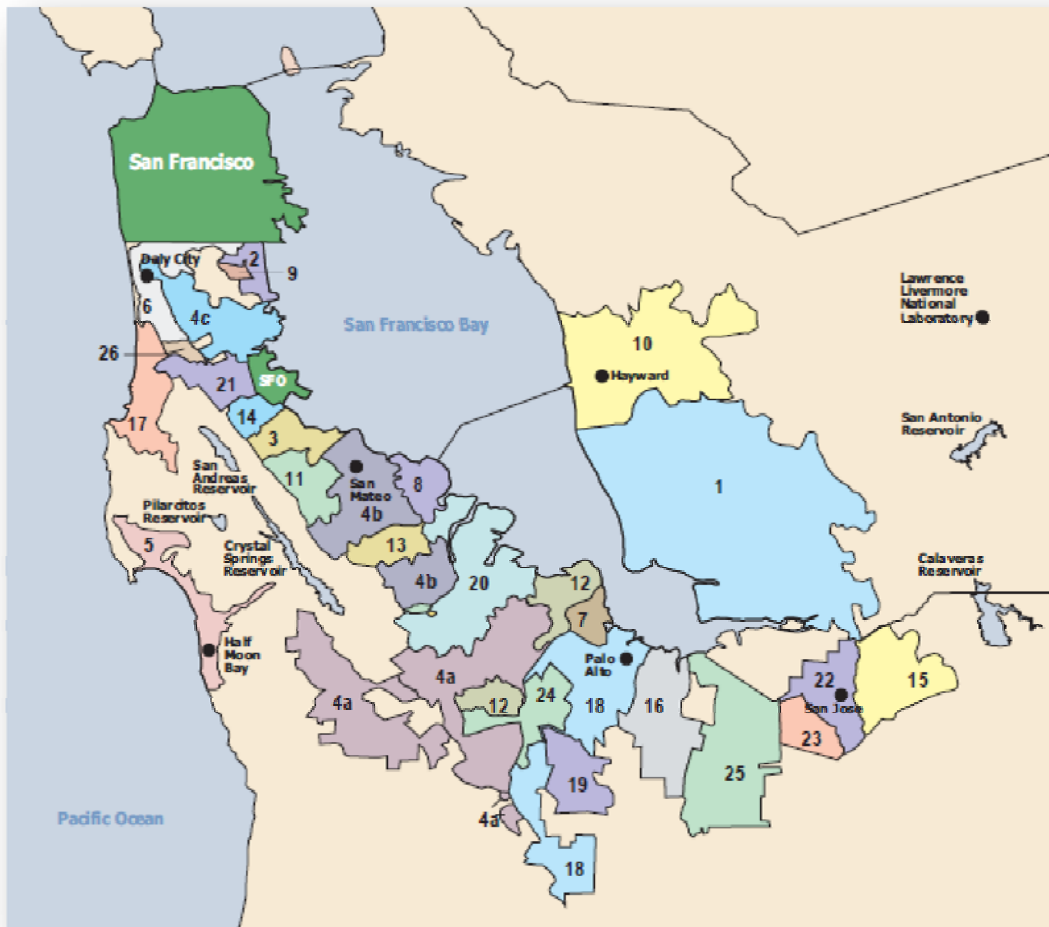 San Francisco
Daly City
2
9
6
4c
San Francisco Bay
Lawrence
Livermore
National
Laboratory
10
26
SFO
Hayward
21
14
17
3
San Antonio
Reservoir
San
Andreas
Reservoir
11
San
Mateo
8
1
4b
Pilarcitos
Reservoir
5
13
Crystal
Springs
Reservoir
4b
20
12
Calaveras
Reservoir
7
Half
Moon
Bay
Palo
Alto
4a
4a
12
24
18
16
22
San Jose
15
23
25
19
4a
Pacific Ocean
18